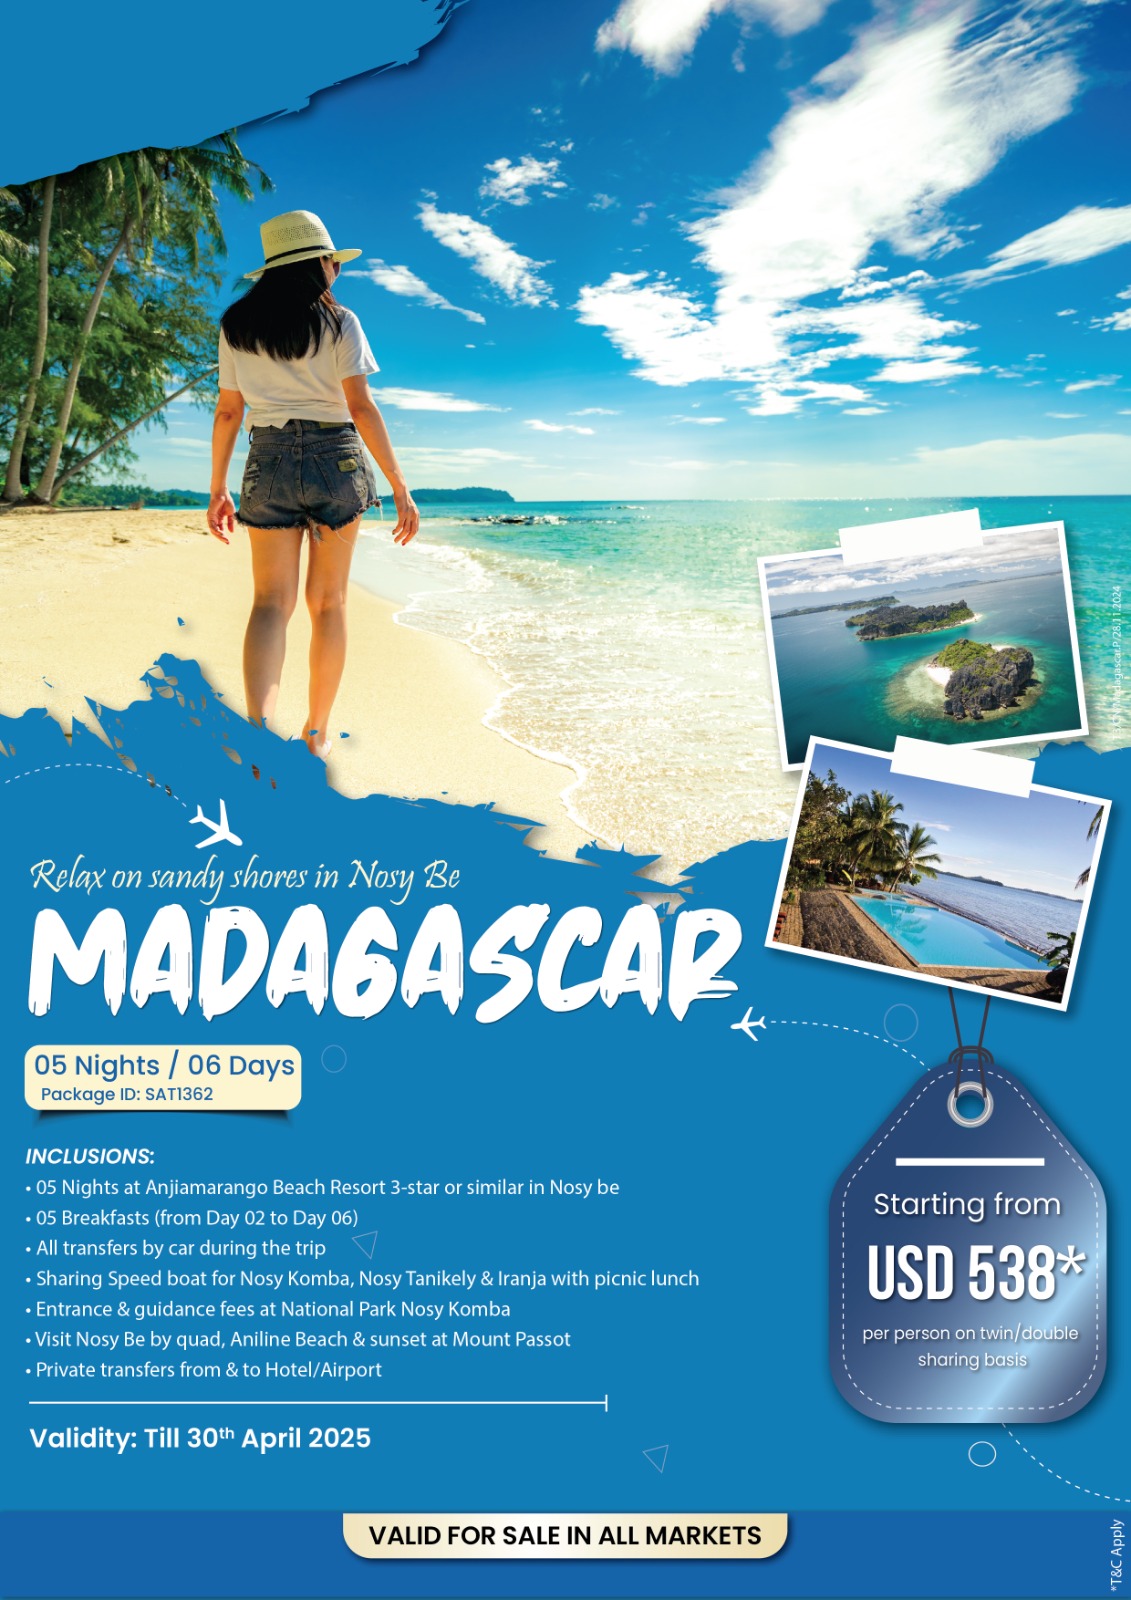 Relax on sandy shores in Nosy Be
MADAGASCAR
05 Nights / 06 Days
Package ID: SAT1362
INCLUSIONS:
• 05 Nights at Anjiamarango Beach Resort 3-star or similar in Nosy be
• 05 Breakfasts (from Day 02 to Day 06)
• All transfers by car during the trip
• Sharing Speed boat for Nosy Komba, Nosy Tanikely & Iranja with picnic lunch
• Entrance & guidance fees at National Park Nosy Komba
• Visit Nosy Be by quad, Aniline Beach & sunset at Mount Passot
• Private transfers from & to Hotel/Airport
Validity: Till 30th April 2025
Starting from
USD 538*
per person on twin/double
sharing basis
VALID FOR SALE IN ALL MARKETS
*T&C Apply